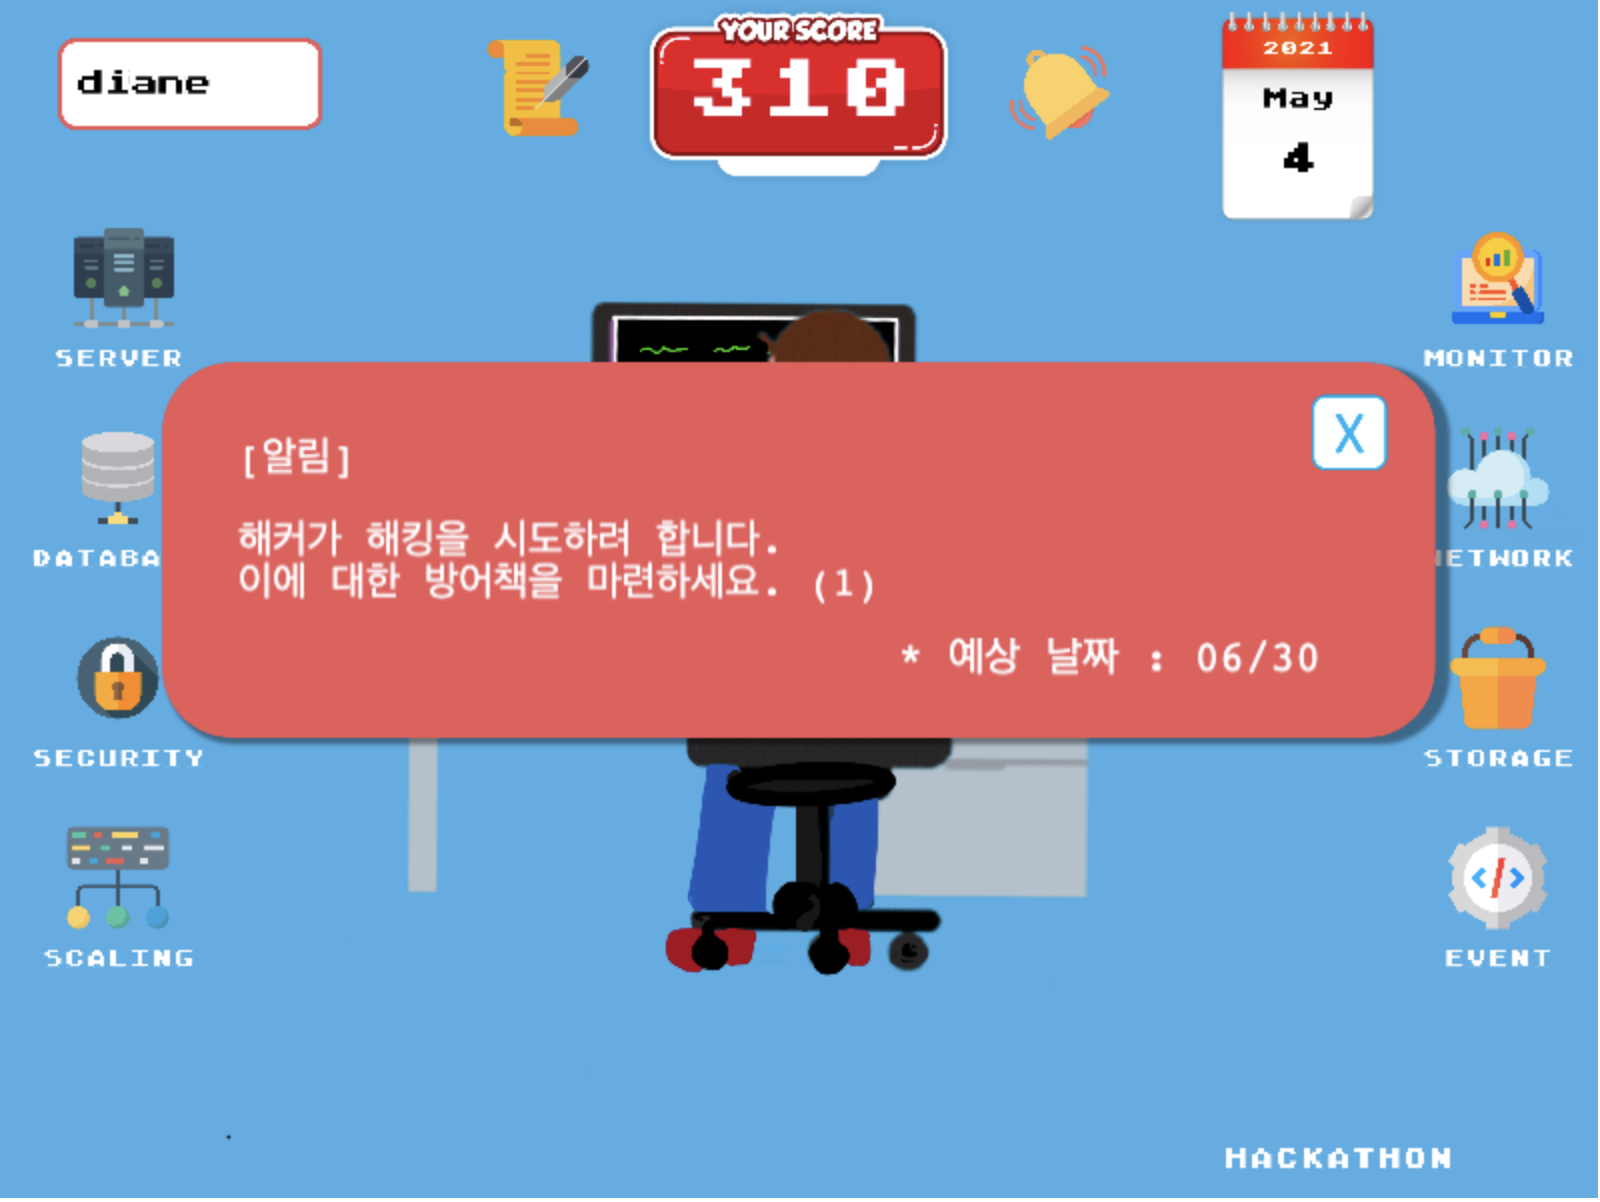 diane
YOUR SCORE
310
2021
May
4
SERVER
MONITOR
[알림]
X
해커가 해킹을 시도하려 합니다.
이에 대한 방어책을 마련하세요. (1)
* 예상 날짜 : 06/30
DATABA
ETWORK
SECURITY
STORAGE
</>
SCALING
EVENT
HACKATHON